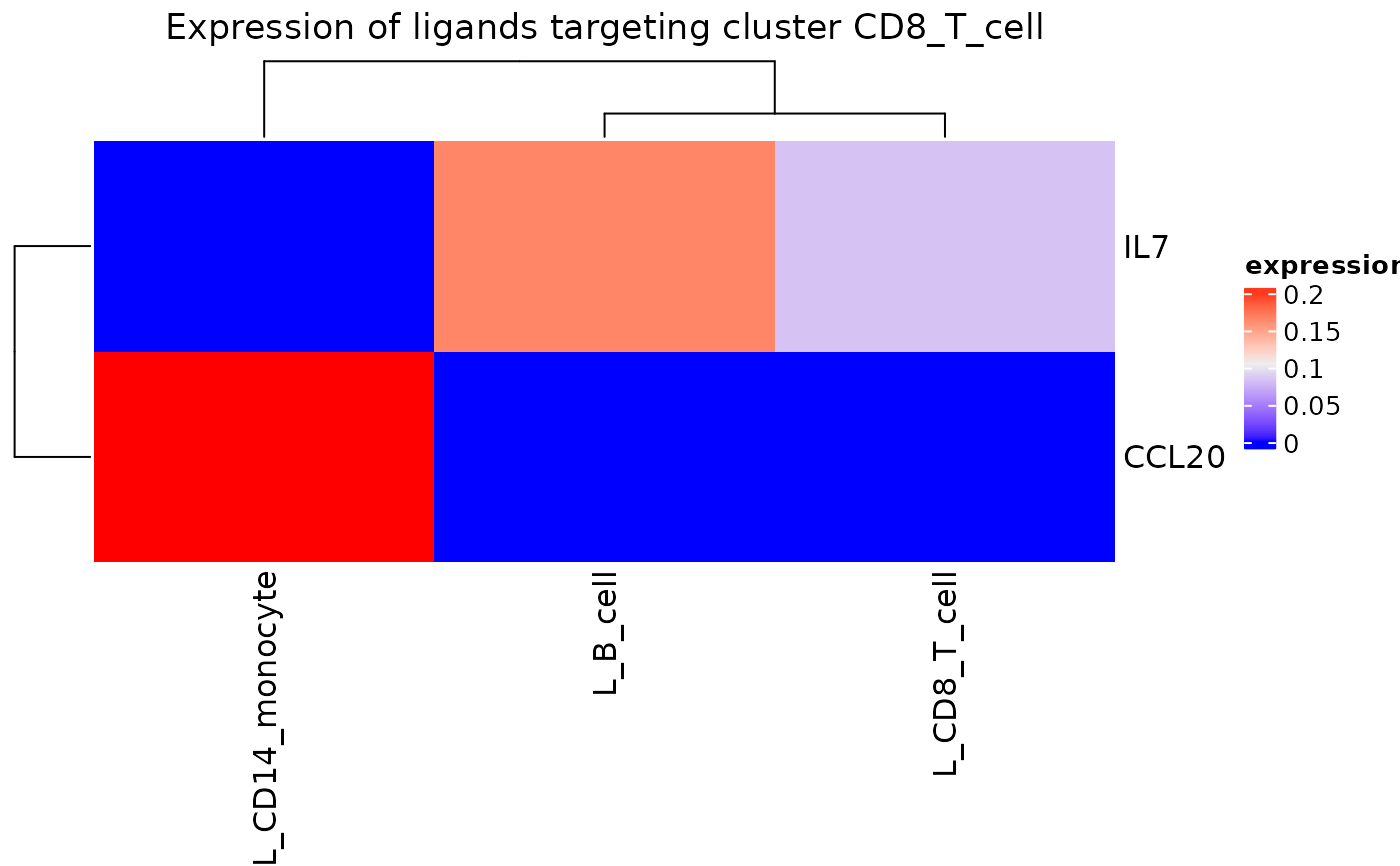 Expression of ligands targeting cluster CD8_T_cell
IL7
CCL20
expression
0.2
0.15
0.1
0.05
0
L_CD14_monocyte
L_B_cell
L_CD8_T_cell